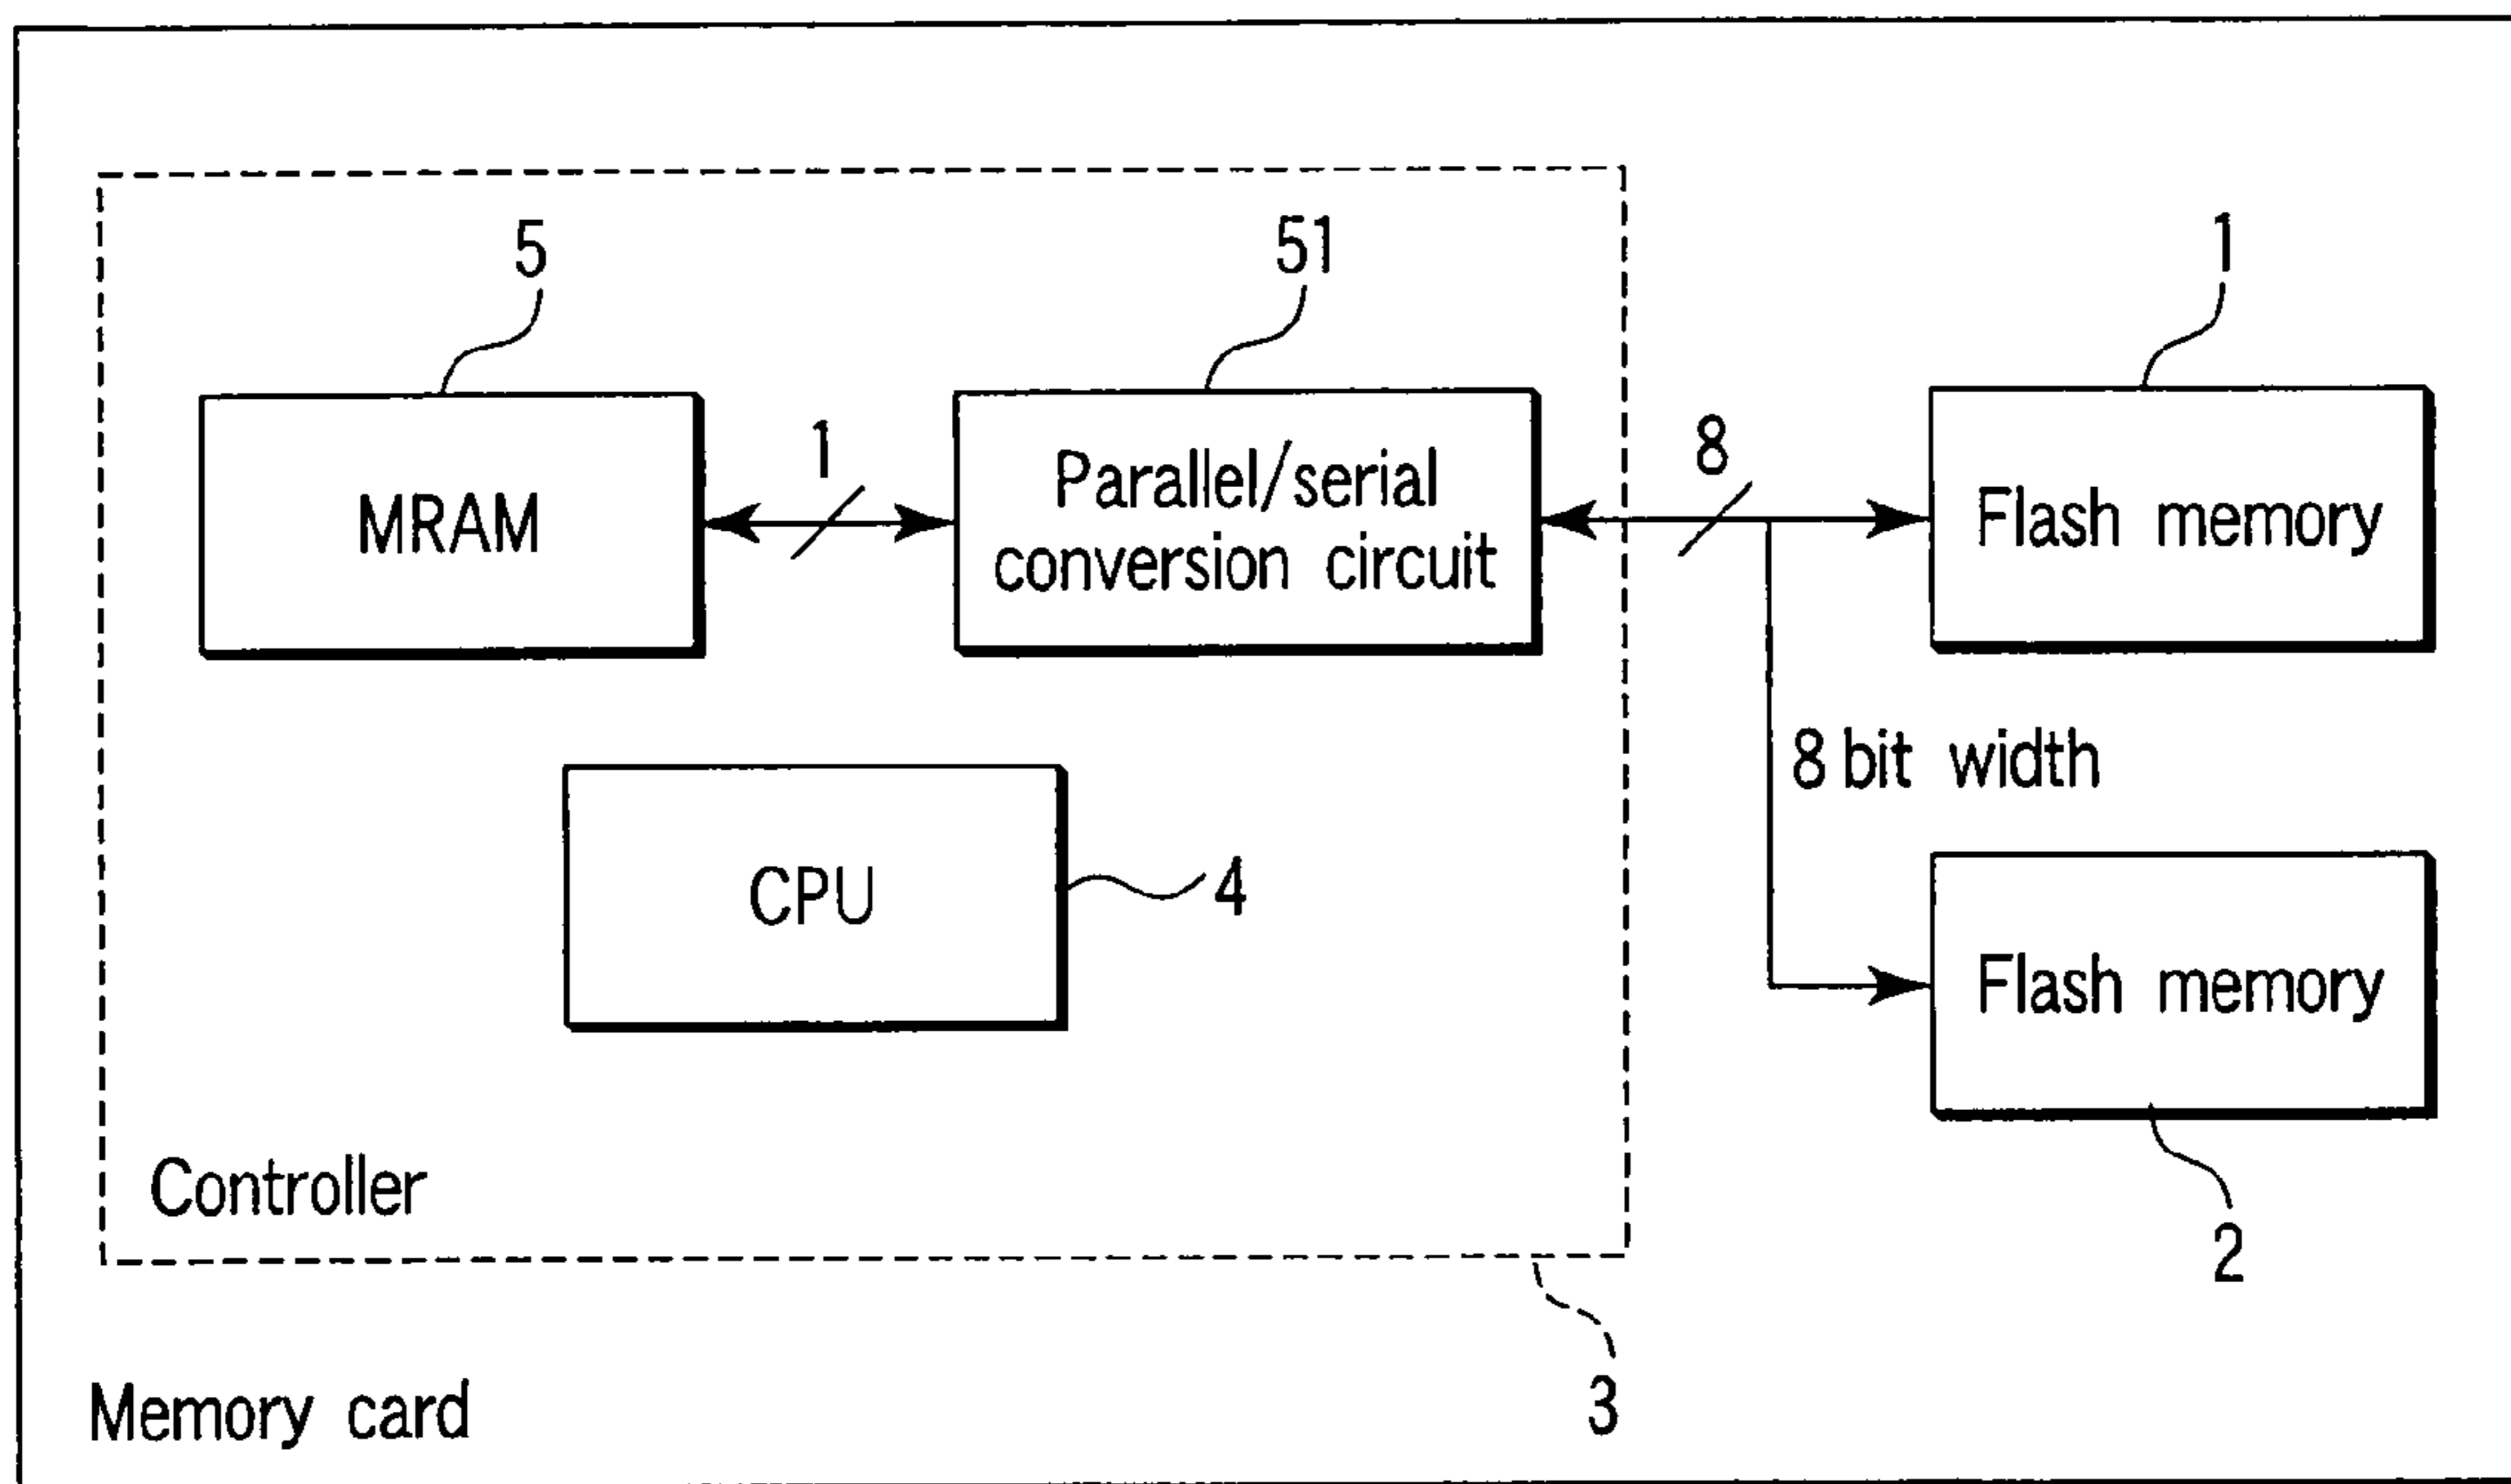 5
51
1
1
8
MRAM
Parallel/serial
conversion circuit
Flash memory
8 bit width
CPU
4
Flash memory
Controller
2
3
Memory card